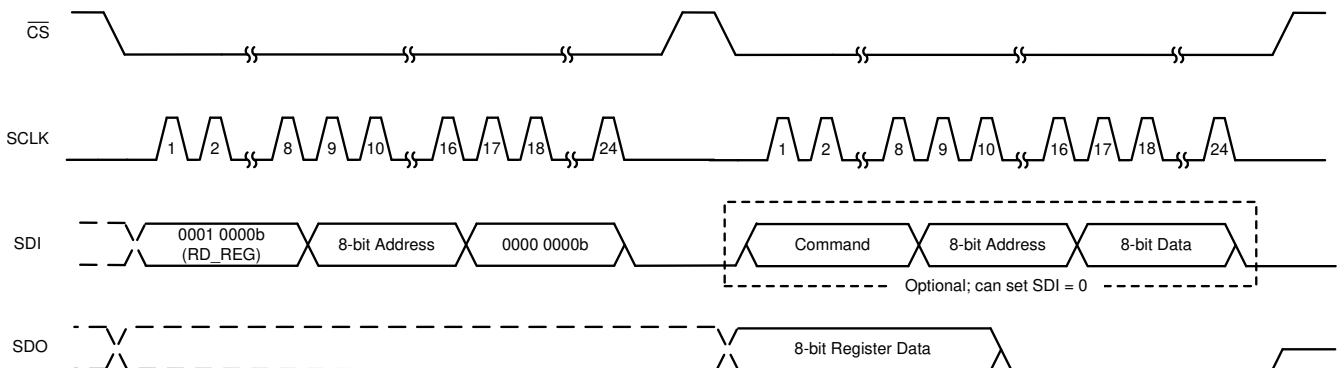 CS
SCLK
1 2 8 9 10 16 17 18 24 1 2 8 9 10 16 17 18 24
SDI
0001 0000b
(RD_REG)
8-bit Address
0000 0000b
Command
8-bit Address
8-bit Data
Optional; can set SDI = 0
SDO
8-bit Register Data